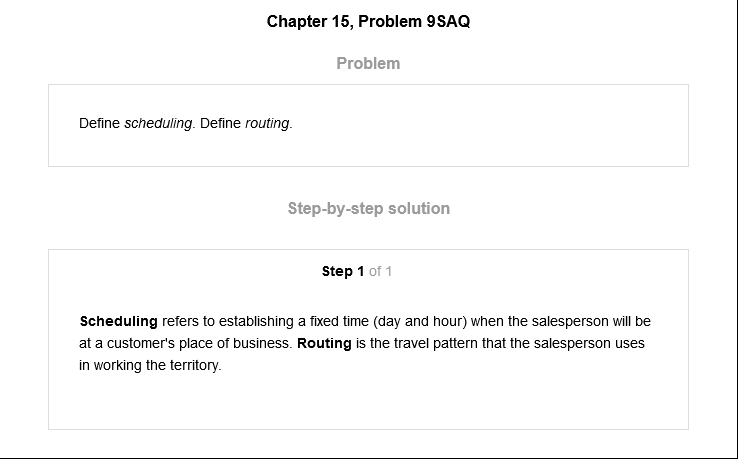 Chapter 15, Problem 9SAQ
Problem
Define scheduling. Define routing.
Step-by-step solution
Step 1 of 1
Scheduling refers to establishing a fixed time (day and hour) when the salesperson will be
at a customer's place of business. Routing is the travel pattern that the salesperson uses
in working the territory.